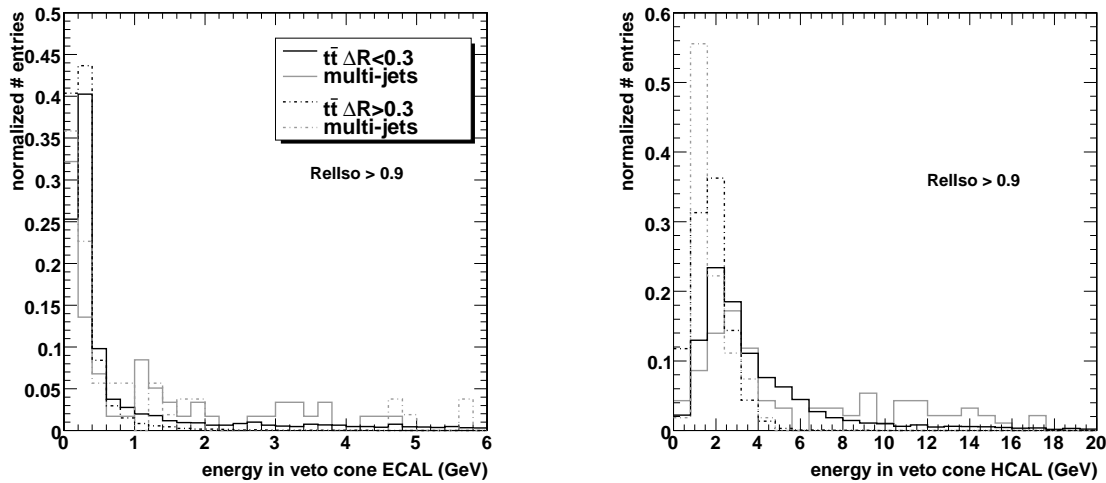 normalized # entries
0.5
0.45
0.4
0.35
0.3
0.25
0.2
0.15
0.1
0.05
0
tt̄ ΔR<0.3
multi-jets
tt̄ ΔR>0.3
multi-jets
RelIso > 0.9
0 1 2 3 4 5 6
energy in veto cone ECAL (GeV)
normalized # entries
0.6
0.5
0.4
0.3
0.2
0.1
0
RelIso > 0.9
0 2 4 6 8 10 12 14 16 18 20
energy in veto cone HCAL (GeV)